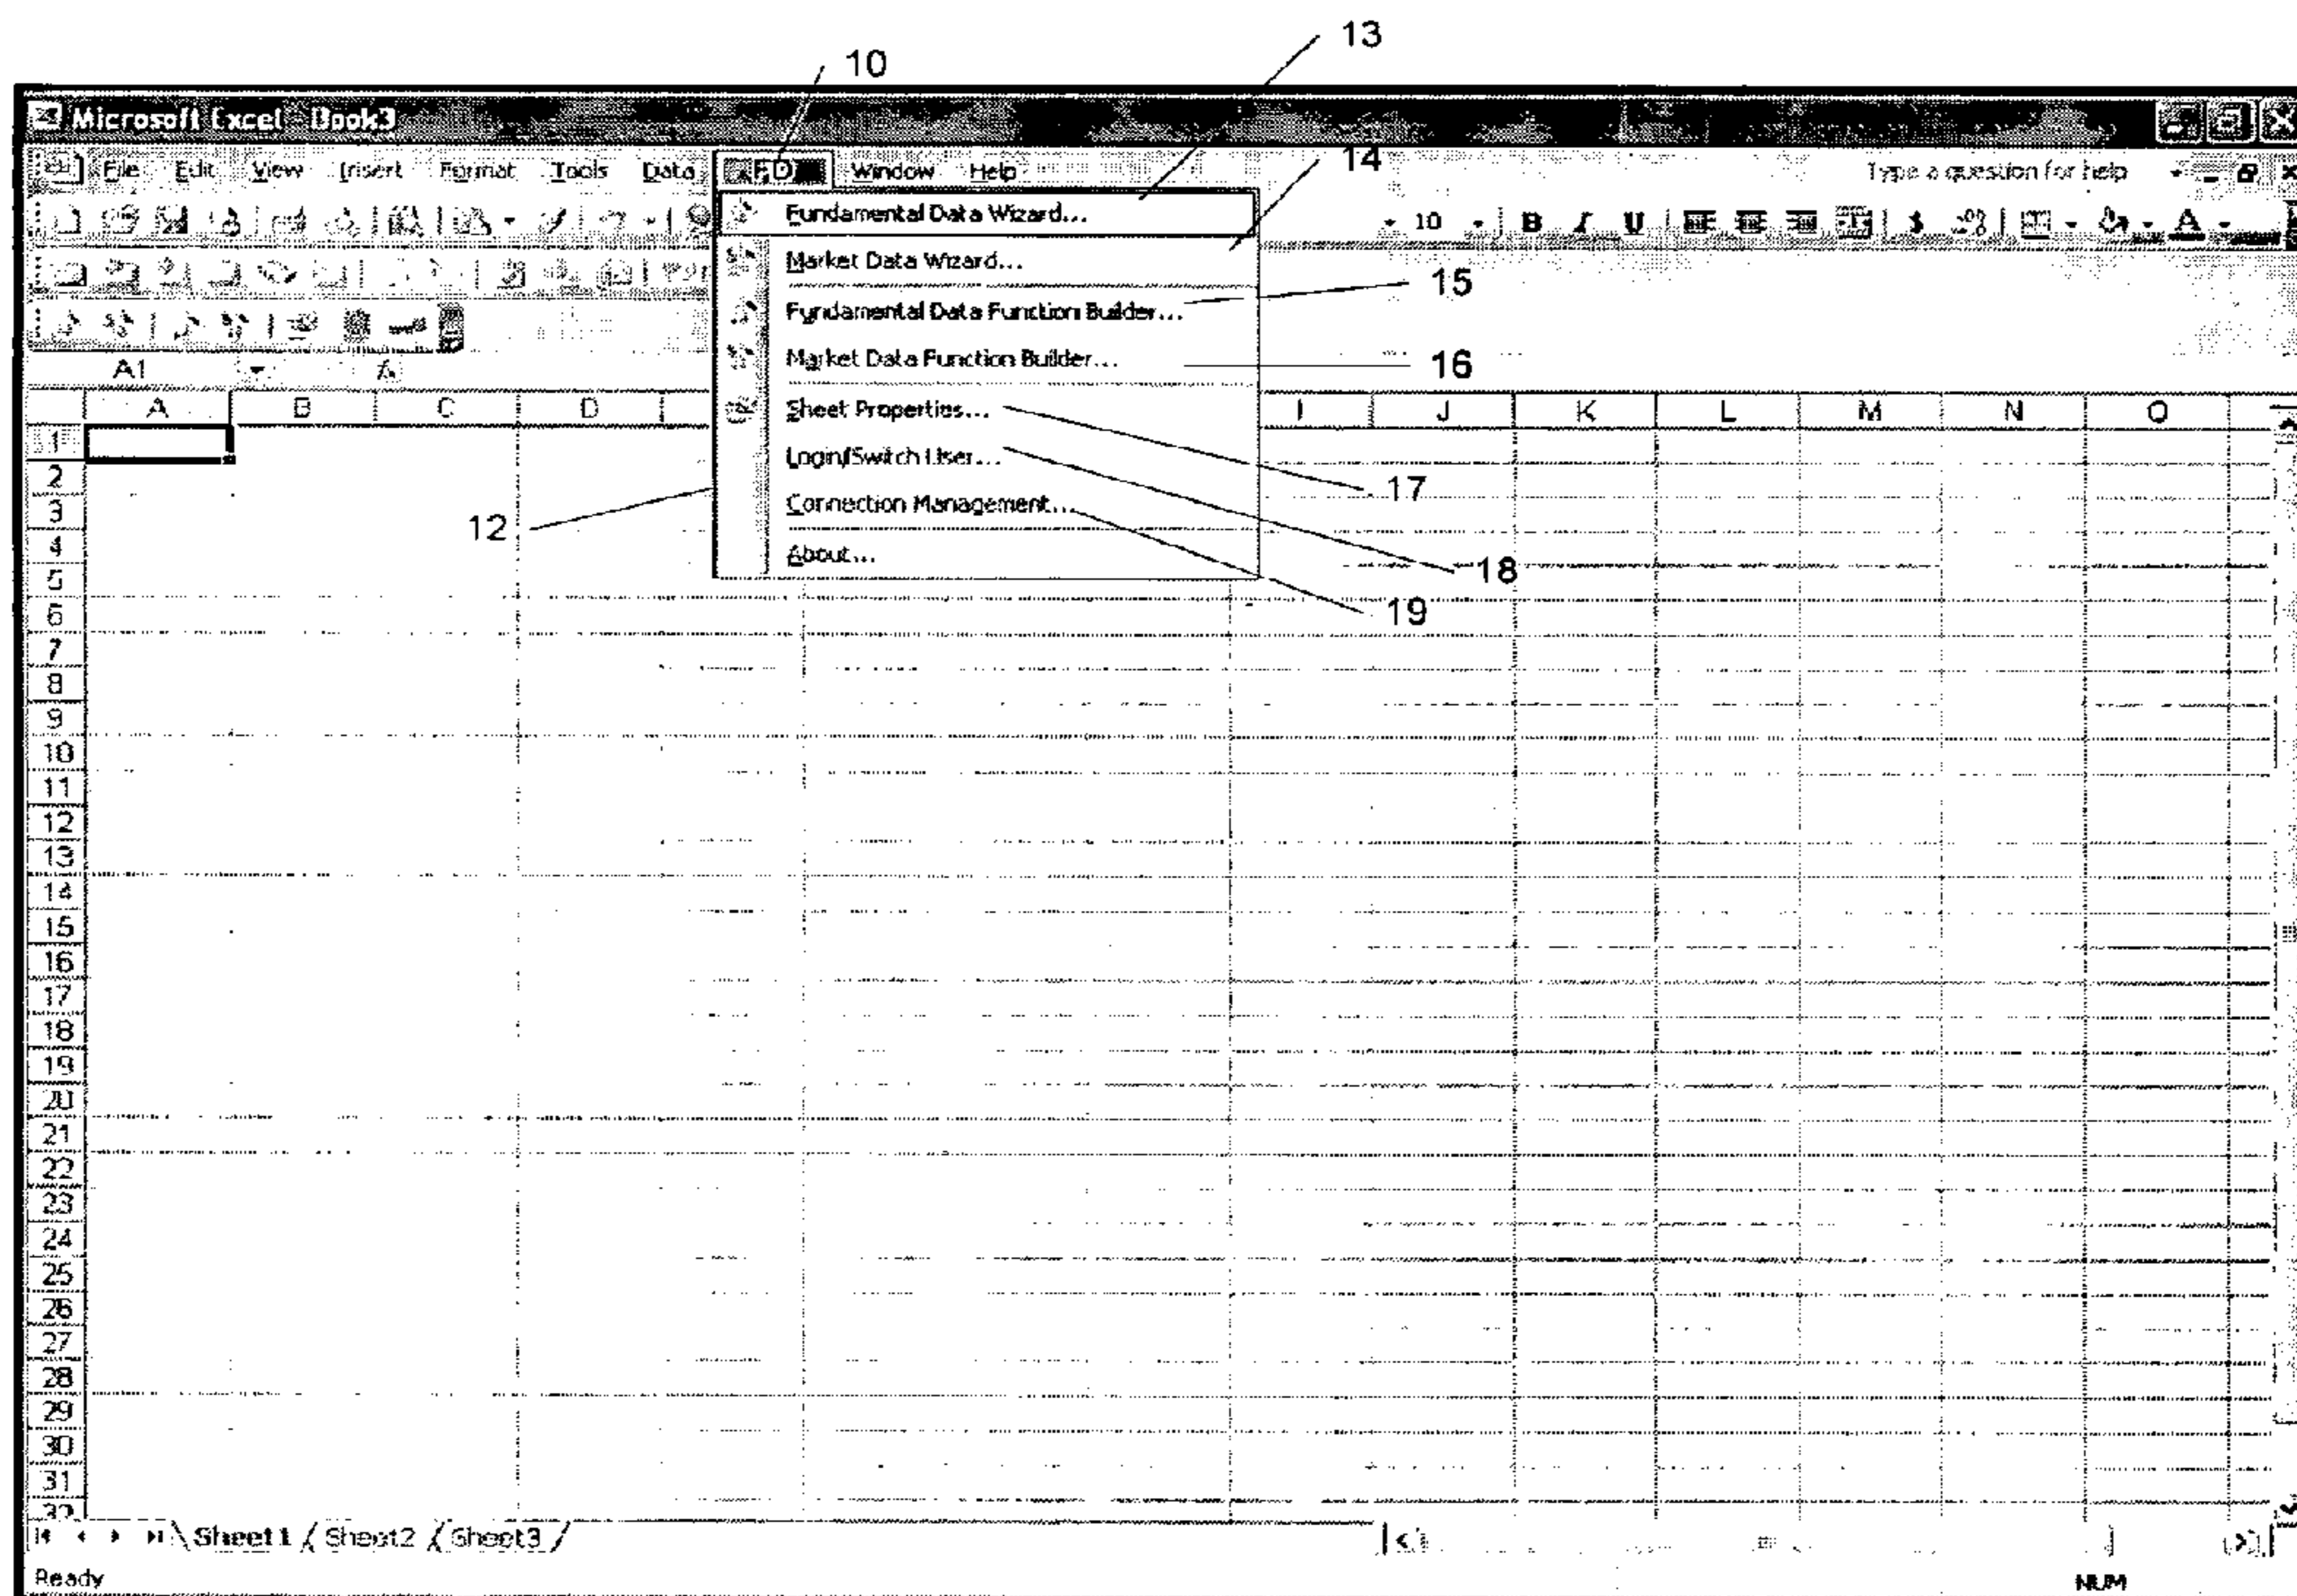 13
10
Microsoft Excel - Book3
File Edit View Insert Format Tools Data FD Window Help Type a question for help
14
Fundamental Data Wizard...
10 B I U $ A
Market Data Wizard...
15
Fundamental Data Function Builder...
Market Data Function Builder...
16
A1
A B C D I J K L M N O
Sheet Properties...
1
Login/Switch User...
2
17
3
Connection Management...
12
4
About...
18
5
19
6
7
8
9
10
11
12
13
14
15
16
17
18
19
20
21
22
23
24
25
26
27
28
29
30
31
32
Sheet1 / Sheet2 / Sheet3 /
Ready NUM